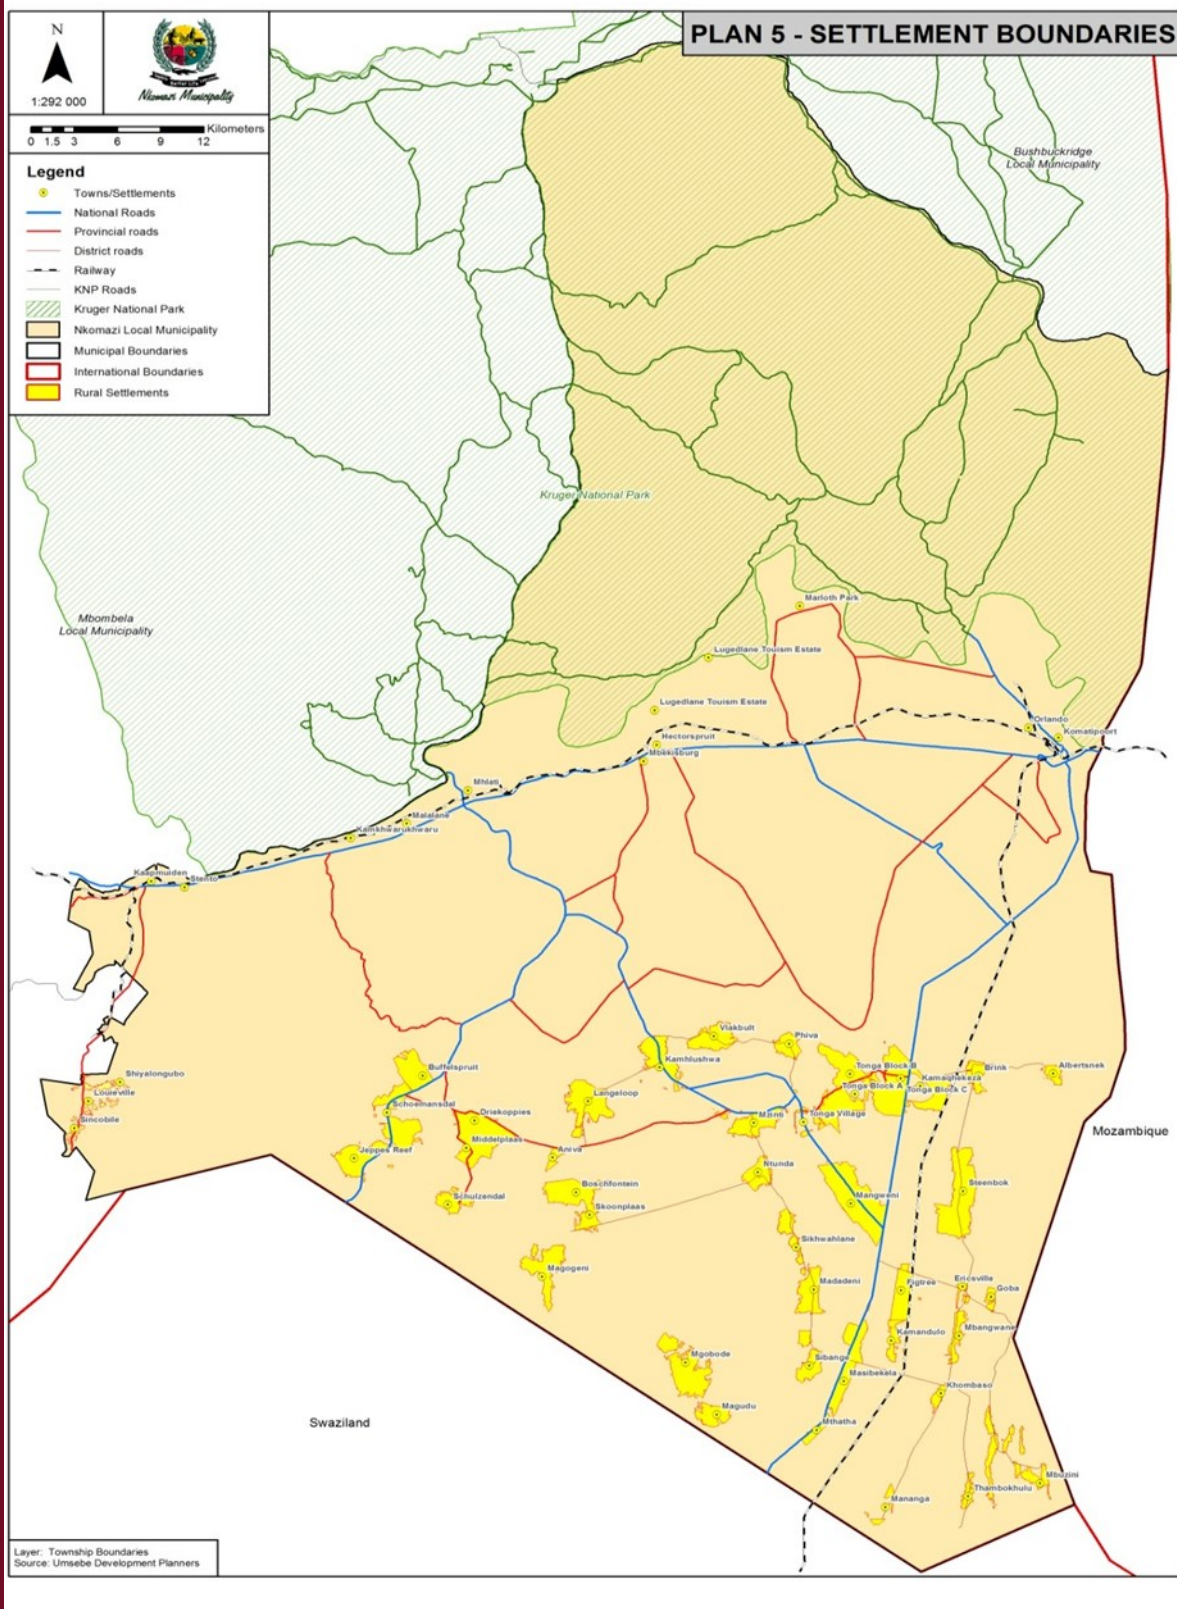 PLAN 5 - SETTLEMENT BOUNDARIES
N
1:292 000
Nkomazi Municipality
Kilometers
0 1.5 3 6 9 12
Legend
Towns/Settlements
National Roads
Provincial roads
District roads
Railway
KNP Roads
Kruger National Park
Nkomazi Local Municipality
Municipal Boundaries
International Boundaries
Rural Settlements
Bushbuckridge
Local Municipality
Kruger National Park
Mbombela
Local Municipality
Marloth Park
Lugedlane Touism Estate
Lugedlane Touism Estate
Orlando
Komatipoort
Hectorspruit
Mbekisburg
Mhlati
Malalane
Kamkhwarukhwaru
Kaapmuiden
Stento
Vlakbult
Phiva
Kamhlushwa
Buffelspruit
Tonga Block B
Kamaqhekeza
Brink
Albertsnek
Shiyalongubo
Louieville
Tonga Block A
Tonga Block C
Langeloop
Schoemansdal
Driekoppies
Mzinti
Tonga Village
Sincobile
Mozambique
Middelplaas
Aniva
Jeppes Reef
Ntunda
Boschfontein
Steenbok
Schulzendal
Mangweni
Skoonplaas
Sikhwahlane
Magogeni
Madadeni
Figtree
Ericsville
Goba
Mbangwane
Kamandulo
Mgobode
Sibange
Masibekela
Khombaso
Magudu
Mthatha
Swaziland
Mbuzini
Thambokhulu
Mananga
Layer: Township Boundaries
Source: Umsebe Development Planners